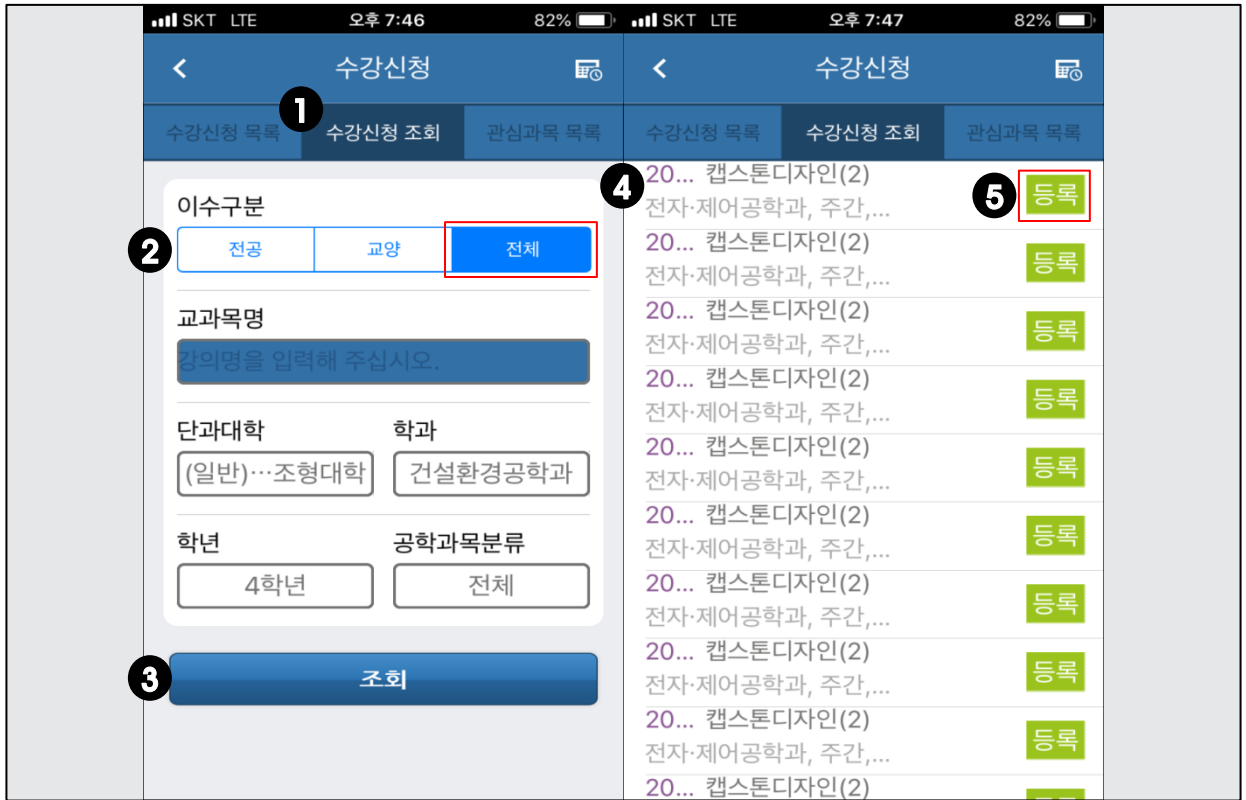 SKT LTE 오후 7:46 82%
수강신청
1
수강신청 목록 수강신청 조회 관심과목 목록
이수구분
2
전공 교양 전체
교과목명
강의명을 입력해 주십시오.
단과대학 학과
(일반)…조형대학 건설환경공학과
학년 공학과목분류
4학년 전체
3
조회
SKT LTE 오후 7:47 82%
수강신청
수강신청 목록 수강신청 조회 관심과목 목록
4
20... 캡스톤디자인(2)
5 등록
전자·제어공학과, 주간,...
20... 캡스톤디자인(2)
등록
전자·제어공학과, 주간,...
20... 캡스톤디자인(2)
등록
전자·제어공학과, 주간,...
20... 캡스톤디자인(2)
등록
전자·제어공학과, 주간,...
20... 캡스톤디자인(2)
등록
전자·제어공학과, 주간,...
20... 캡스톤디자인(2)
등록
전자·제어공학과, 주간,...
20... 캡스톤디자인(2)
등록
전자·제어공학과, 주간,...
20... 캡스톤디자인(2)
등록
전자·제어공학과, 주간,...
20... 캡스톤디자인(2)
등록
전자·제어공학과, 주간,...
20... 캡스톤디자인(2)